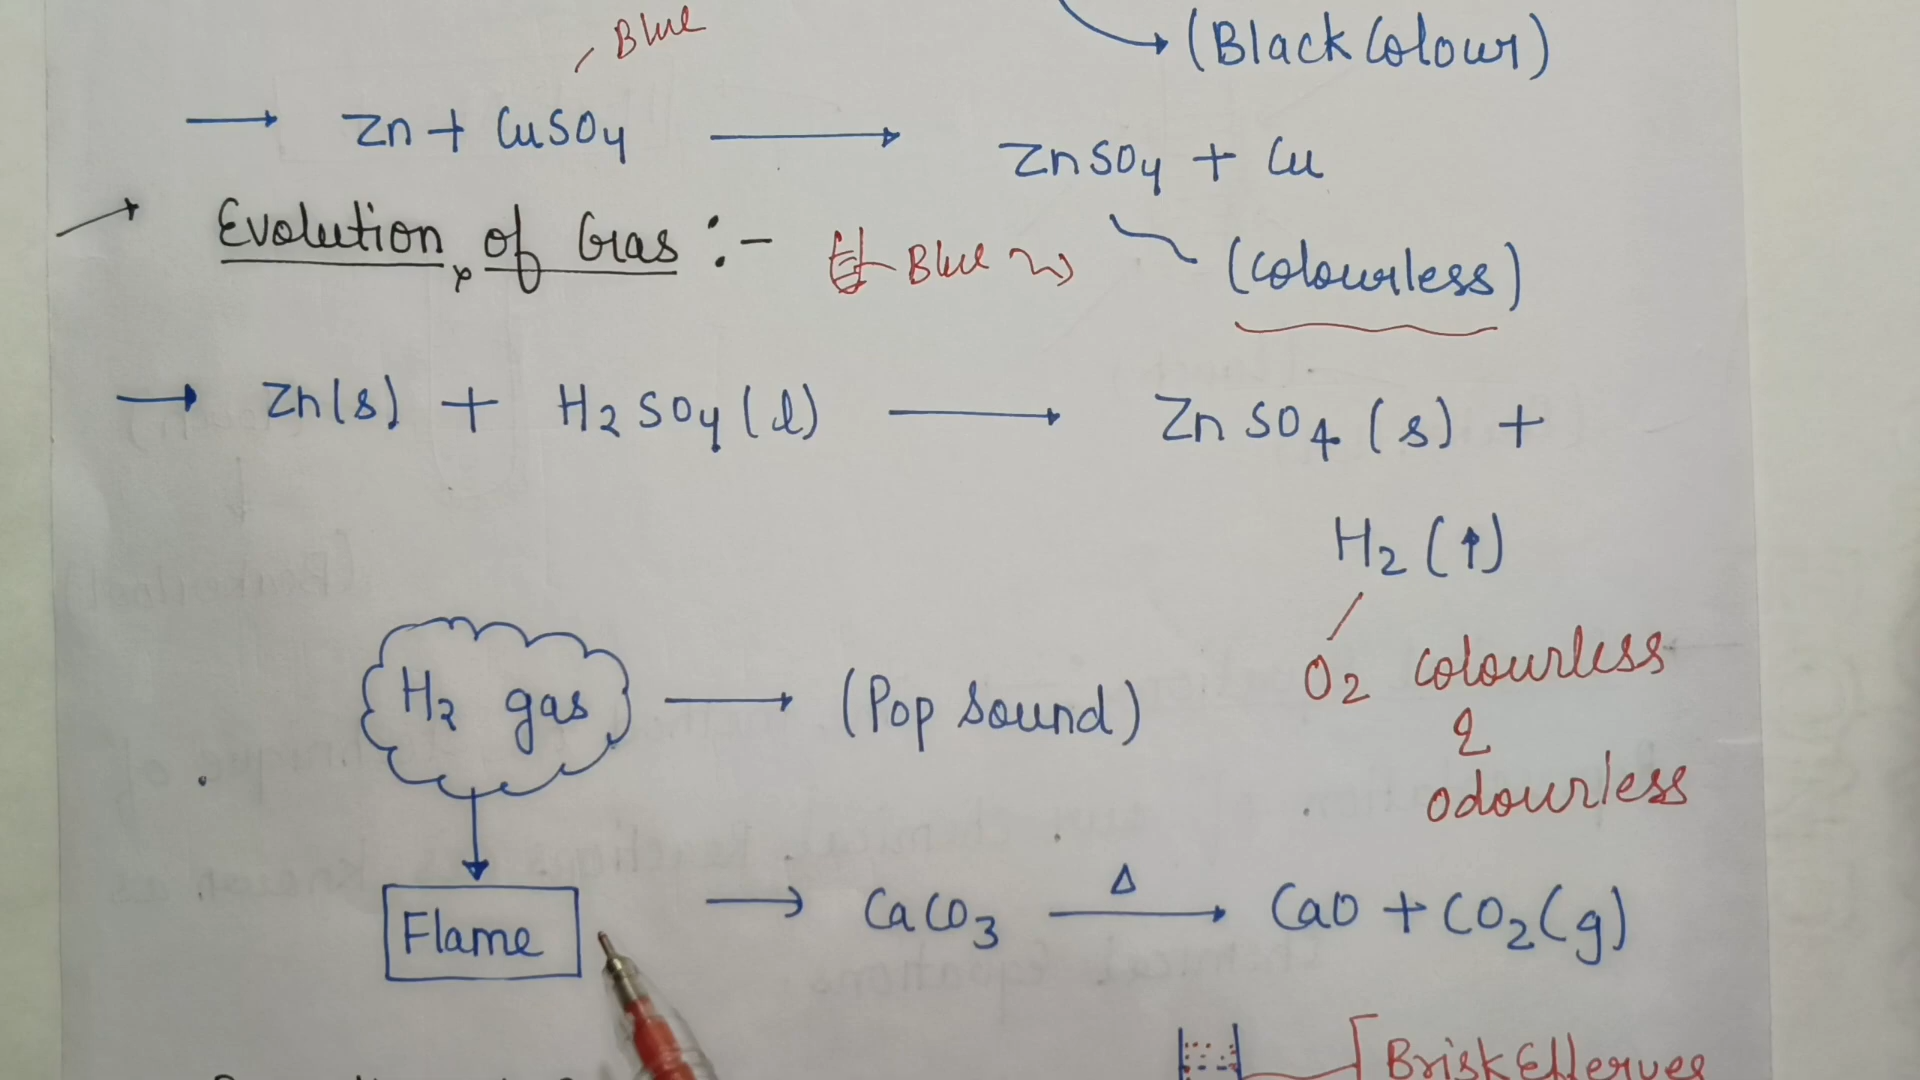 Blue
(Black Colour)
→ Zn + CuSO4 → ZnSO4 + Cu
→ Evolution of Gas :-
Blue
(colourless)
→ Zn(s) + H2SO4(l) → ZnSO4(s) +
H2(↑)
O2 colourless
&
odourless
H2 gas → (Pop Sound)
Flame
→ CaCO3 Δ→ CaO + CO2(g)
Brisk Efferves